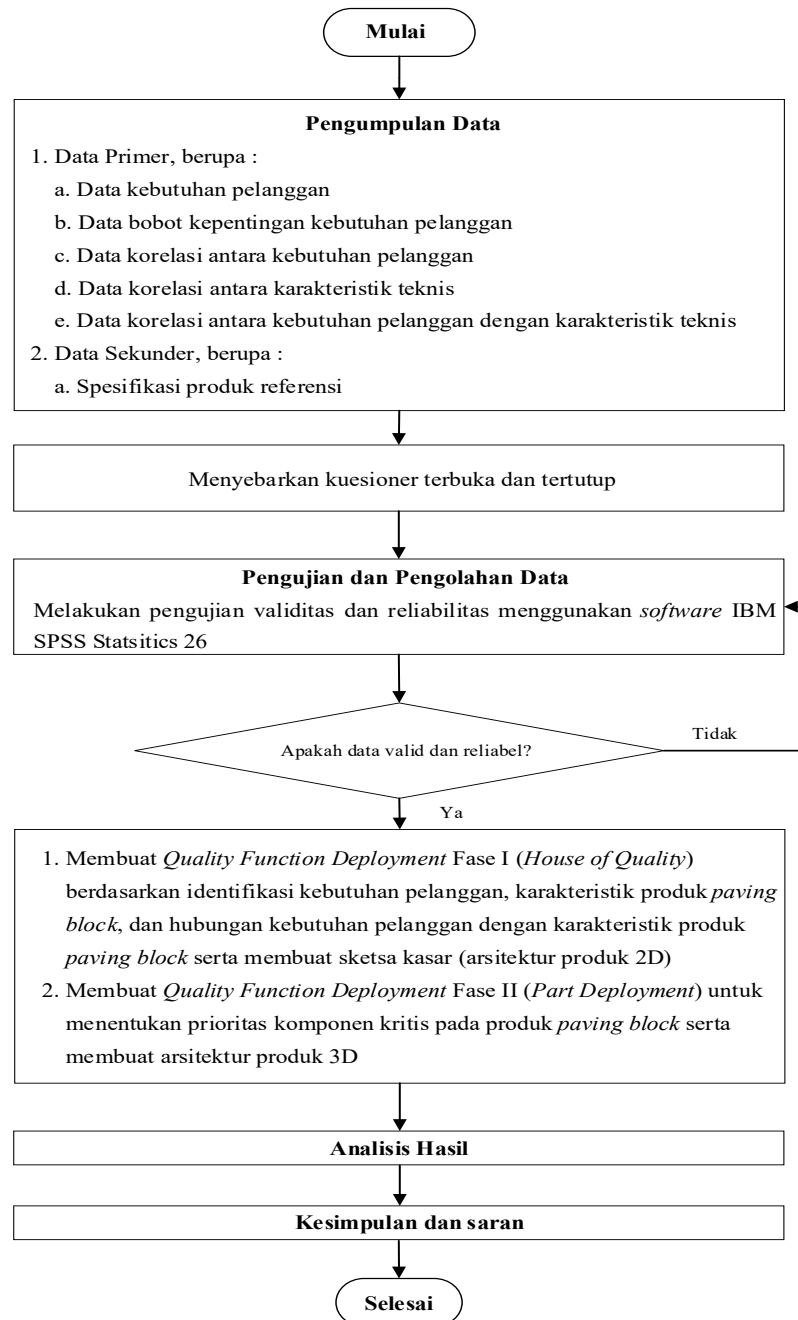 Mulai
Pengumpulan Data
1. Data Primer, berupa :
a. Data kebutuhan pelanggan
b. Data bobot kepentingan kebutuhan pelanggan
c. Data korelasi antara kebutuhan pelanggan
d. Data korelasi antara karakteristik teknis
e. Data korelasi antara kebutuhan pelanggan dengan karakteristik teknis
2. Data Sekunder, berupa :
a. Spesifikasi produk referensi
Menyebarkan kuesioner terbuka dan tertutup
Pengujian dan Pengolahan Data
Melakukan pengujian validitas dan reliabilitas menggunakan software IBM
SPSS Statsitics 26
Apakah data valid dan reliabel?
Tidak
Ya
1. Membuat Quality Function Deployment Fase I (House of Quality)
berdasarkan identifikasi kebutuhan pelanggan, karakteristik produk paving
block, dan hubungan kebutuhan pelanggan dengan karakteristik produk
paving block serta membuat sketsa kasar (arsitektur produk 2D)
2. Membuat Quality Function Deployment Fase II (Part Deployment) untuk
menentukan prioritas komponen kritis pada produk paving block serta
membuat arsitektur produk 3D
Analisis Hasil
Kesimpulan dan saran
Selesai